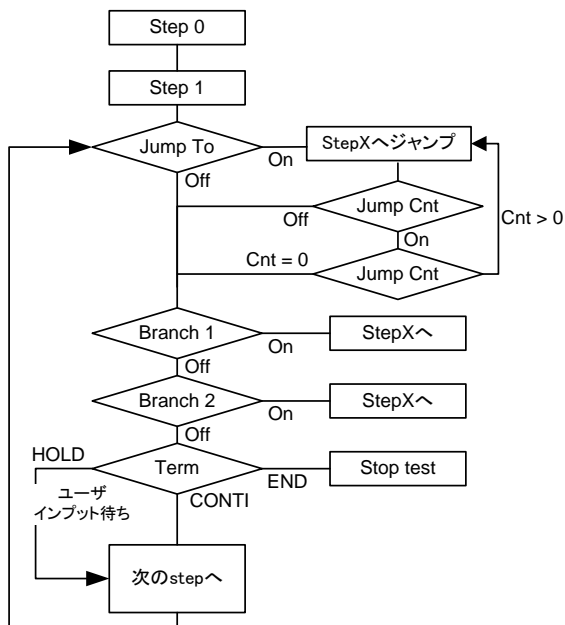 Step 0
Step 1
Jump To
On
StepXへジャンプ
Off
Off
Jump Cnt
On
Cnt > 0
Cnt = 0
Jump Cnt
Branch 1
On
StepXへ
Off
Branch 2
On
StepXへ
Off
HOLD
Term
END
Stop test
CONTI
ユーザ
インプット待ち
次のstepへ